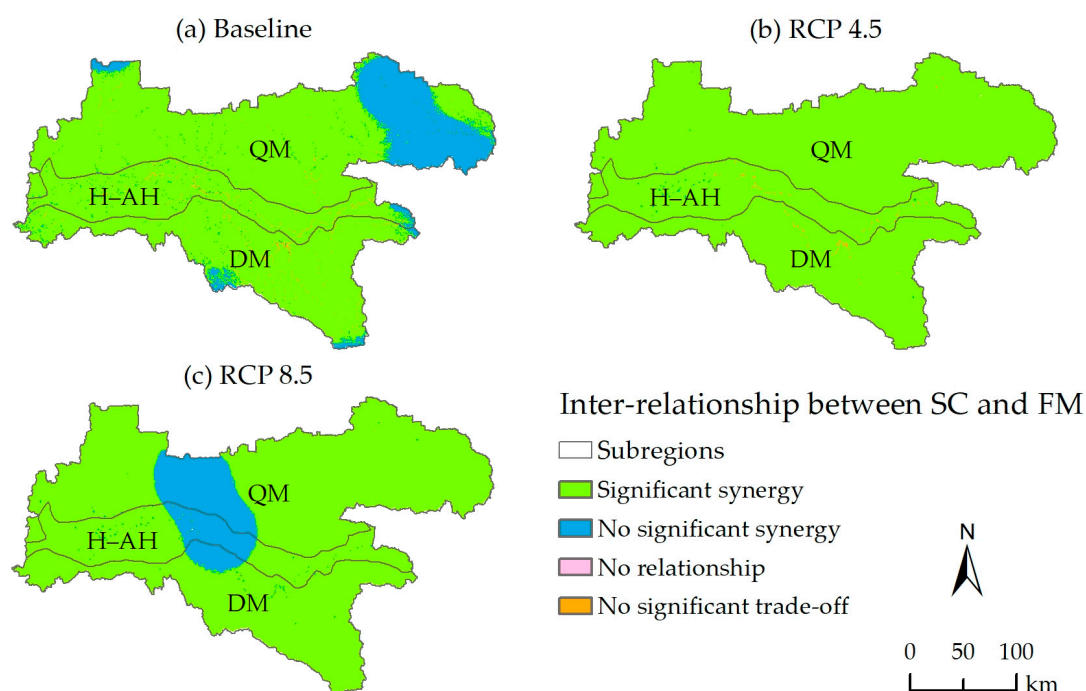 (a) Baseline
(b) RCP 4.5
QM
H–AH
DM
QM
H–AH
DM
(c) RCP 8.5
QM
H–AH
DM
Inter-relationship between SC and FM
Subregions
Significant synergy
No significant synergy
No relationship
No significant trade-off
N
0 50 100
km